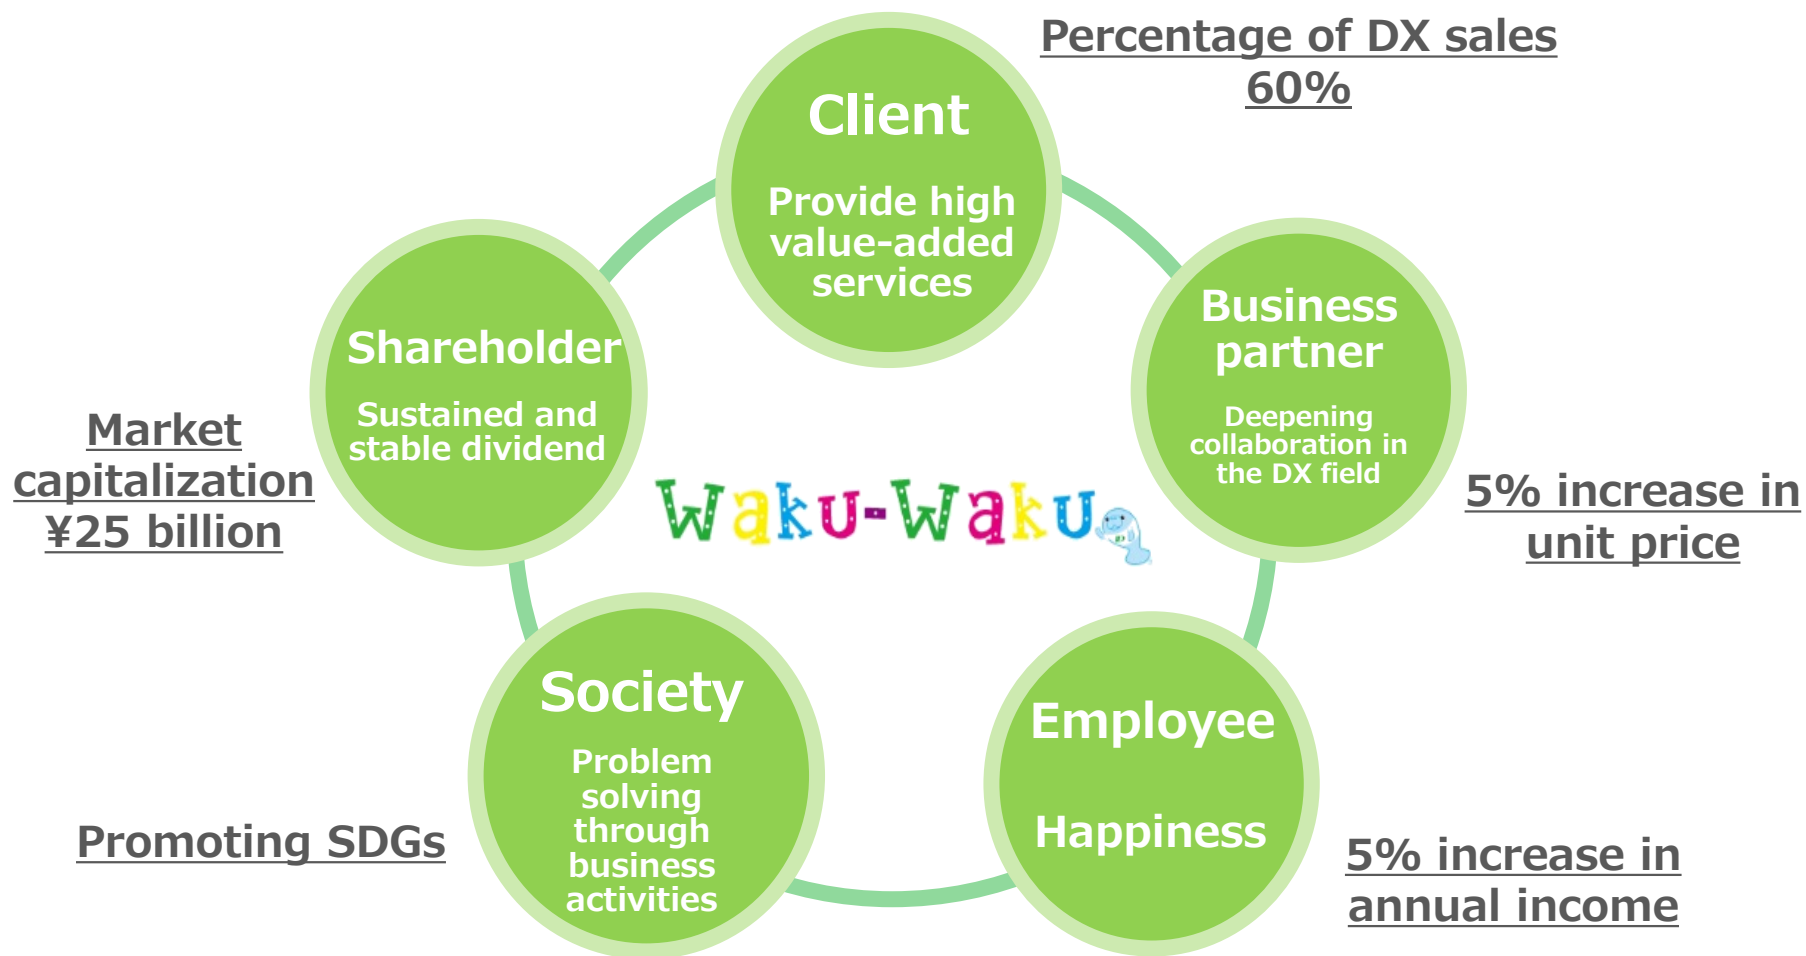 Percentage of DX sales
60%
Client
Provide high
value-added
services
Business
partner
Deepening
collaboration in
the DX field
5% increase in
unit price
Shareholder
Sustained and
stable dividend
Market
capitalization
¥25 billion
Waku-Waku
Society
Problem
solving
through
business
activities
Promoting SDGs
Employee
Happiness
5% increase in
annual income